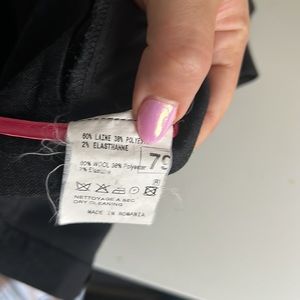 60% LAINE 38% POLYE
2% ELASTHANNE
79
60% WOOL 38% Polyester
2% Elastane
NETTOYAGE A SEC
DRY CLEANING
MADE IN ROMANIA